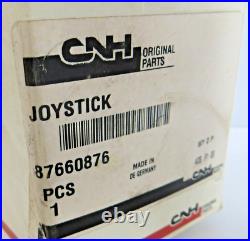 CNH
ORIGINAL
PARTS
JOYSTICK
87660876
MADE IN
DE GERMANY
PCS
1
CNH